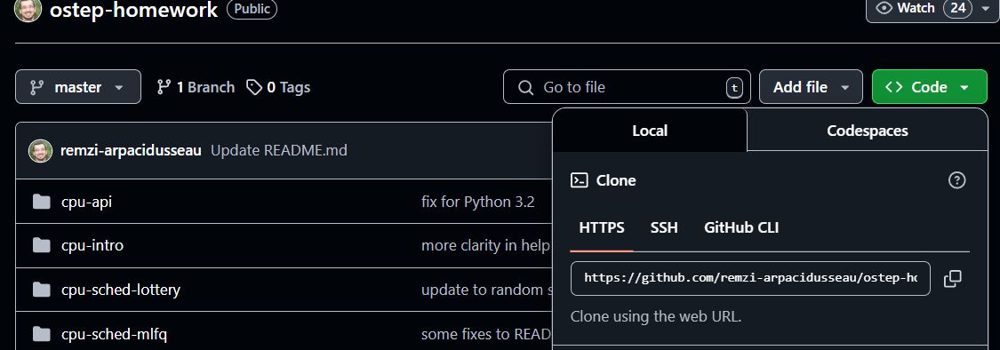 ostep-homework Public
Watch 24
master 1 Branch 0 Tags
Go to file t
Add file
Code
Local Codespaces
remzi-arpacidusseau Update README.md
Clone
cpu-api fix for Python 3.2
HTTPS SSH GitHub CLI
cpu-intro more clarity in help
https://github.com/remzi-arpacidusseau/ostep-ho
cpu-sched-lottery update to random s
Clone using the web URL.
cpu-sched-mlfq some fixes to READ